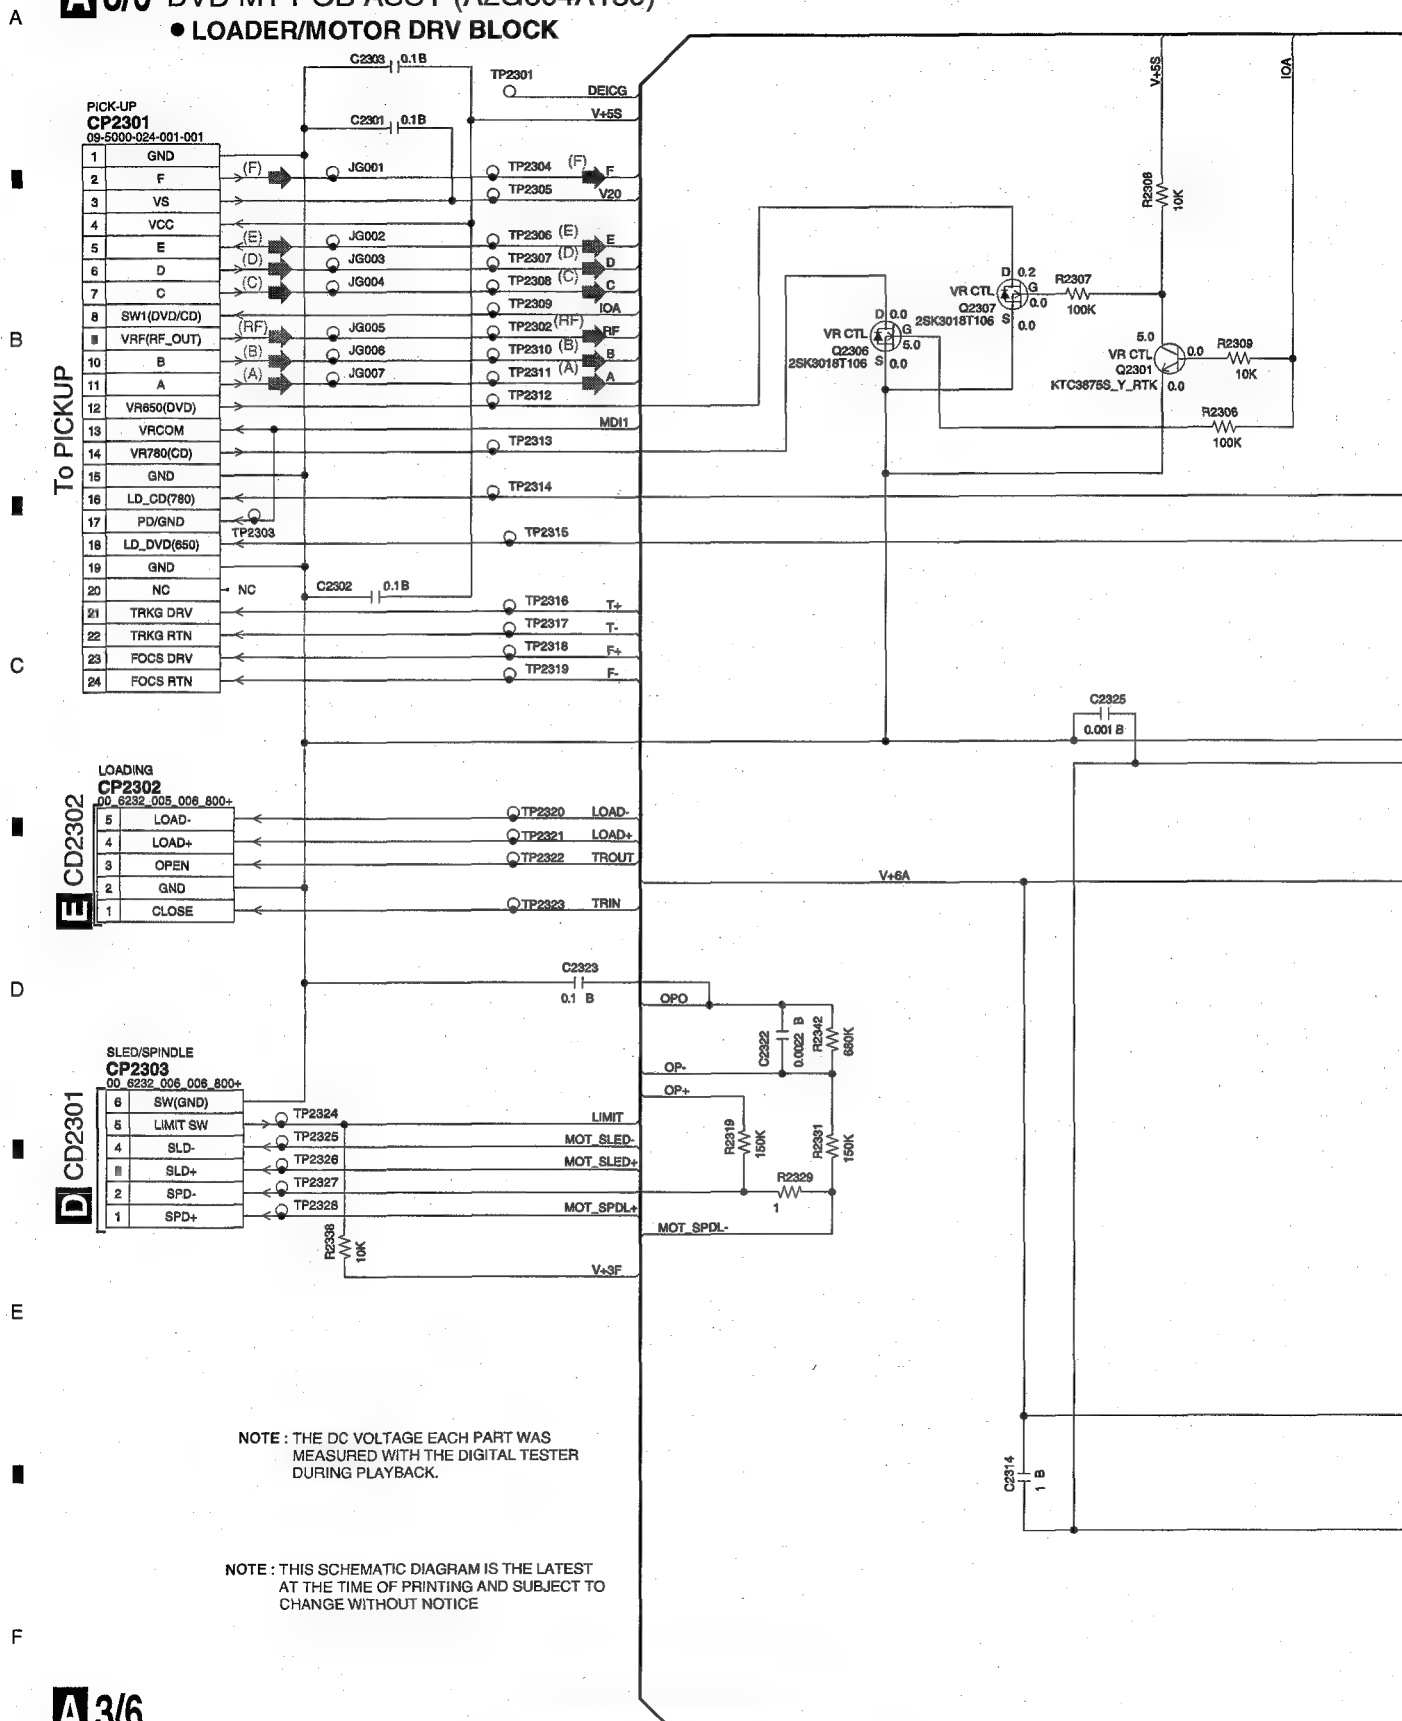 A
● LOADER/MOTOR DRV BLOCK
C2303 0.1B
TP2301
DEICG
V+5S
IOA
V+5S
PICK-UP
CP2301
09-5000-024-001-001
C2301 0.1B
1 GND
2 F (F) JG001 TP2304 (F) F
3 VS TP2305 V20
4 VCC
5 E (E) JG002 TP2306 (E) E
6 D (D) JG003 TP2307 (D) D
7 C (C) JG004 TP2308 (C) C
8 SW1(DVD/CD) TP2309 IOA
VRF(RF_OUT) (RF) JG005 TP2302 (RF) RF
10 B (B) JG006 TP2310 (B) B
11 A (A) JG007 TP2311 (A) A
12 VR650(DVD) TP2312
13 VRCOM MDI1
14 VR780(CD) TP2313
15 GND
16 LD_CD(780) TP2314
17 PD/GND TP2303
18 LD_DVD(650) TP2315
19 GND
20 NC NC C2302 0.1B
21 TRKG DRV TP2316 T+
22 TRKG RTN TP2317 T-
23 FOCS DRV TP2318 F+
24 FOCS RTN TP2319 F-
B
To PICKUP
R2308 10K
D 0.2
VR CTL G
Q2307 0.0
2SK3018T106
S 0.0
R2307
100K
D 0.0
VR CTL G
Q2306 5.0
2SK3018T106 S 0.0
5.0
VR CTL 0.0
Q2301
KTC3875S_Y_RTK 0.0
R2309
10K
R2306
100K
C
C2325
0.001 B
LOADING
CP2302
00_6232_005_006_800+
5 LOAD- TP2320 LOAD-
4 LOAD+ TP2321 LOAD+
3 OPEN TP2322 TROUT
2 GND
1 CLOSE TP2323 TRIN
E CD2302
V+6A
D
C2323
0.1 B
OPO
C2322 0.0022 B
R2342 680K
OP-
OP+
SLED/SPINDLE
CP2303
00_6232_006_006_800+
6 SW(GND)
5 LIMIT SW TP2324 LIMIT
4 SLD- TP2325 MOT_SLED-
SLD+ TP2326 MOT_SLED+
2 SPD- TP2327
1 SPD+ TP2328 MOT_SPDL+
D CD2301
R2319 150K
R2331 150K
R2329
1
MOT_SPDL-
R2338 10K
V+3F
E
NOTE : THE DC VOLTAGE EACH PART WAS
MEASURED WITH THE DIGITAL TESTER
DURING PLAYBACK.
C2314 1 B
NOTE : THIS SCHEMATIC DIAGRAM IS THE LATEST
AT THE TIME OF PRINTING AND SUBJECT TO
CHANGE WITHOUT NOTICE
F
A 3/6